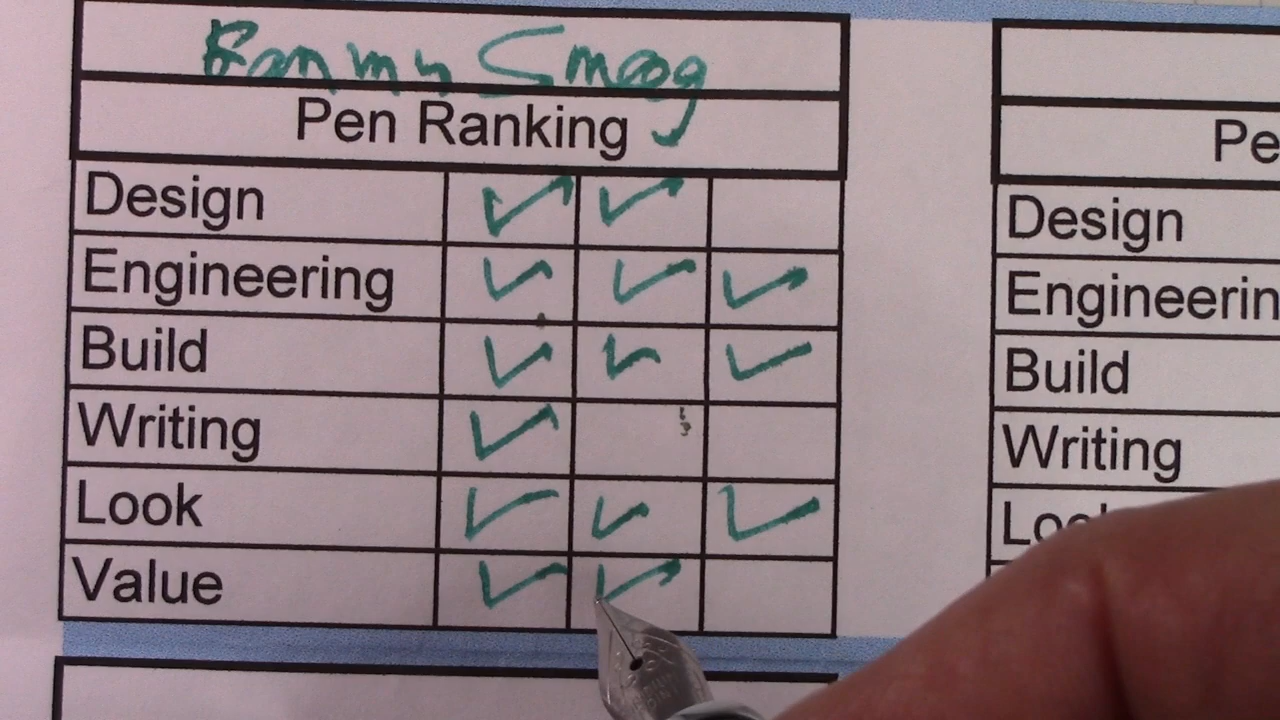 Pen Ranking
Design ✓ ✓
Engineering ✓ ✓ ✓
Build ✓ ✓ ✓
Writing ✓
Look ✓ ✓ ✓
Value ✓ ✓
Pe
Design
Engineerin
Build
Writing